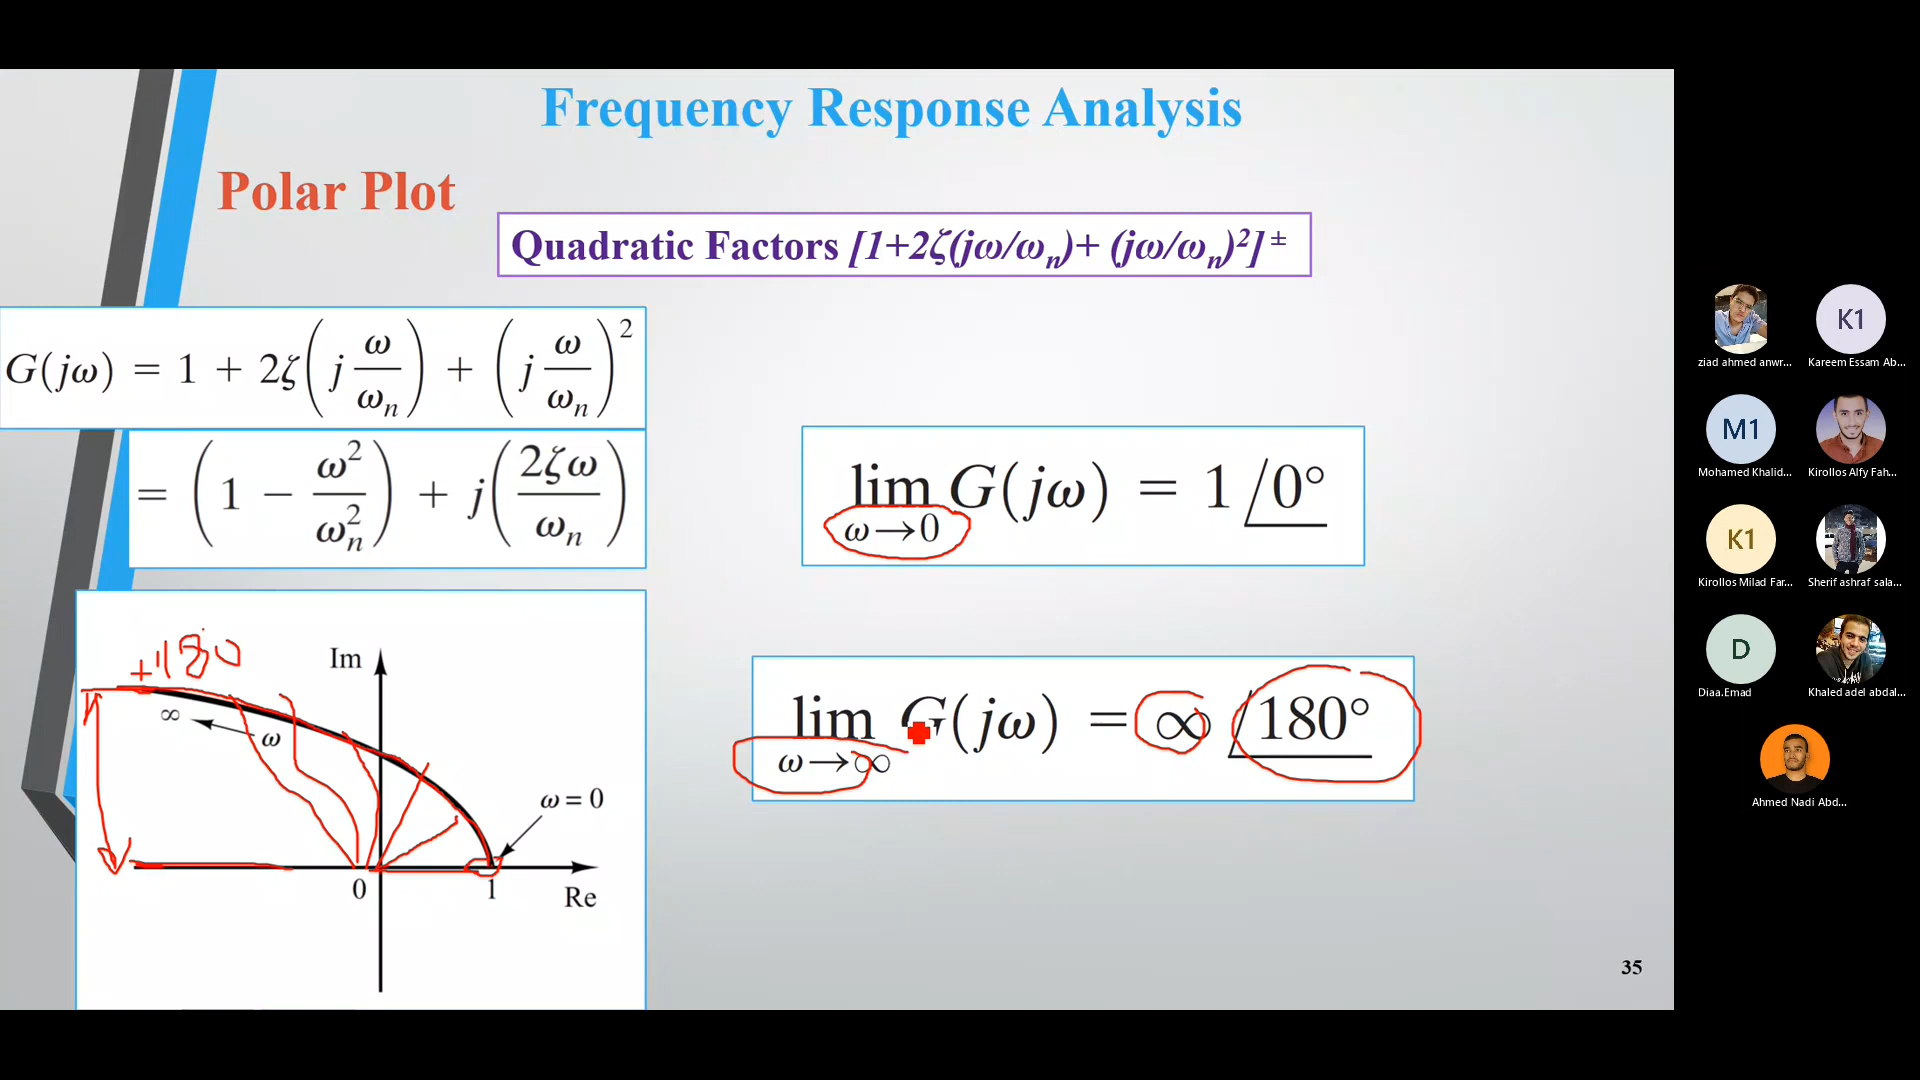 Frequency Response Analysis
Polar Plot
Quadratic Factors [1+2ζ(jω/ωn)+ (jω/ωn)²] ±
G(jω) = 1 + 2ζ(j ω/ωn) + (j ω/ωn)²
= (1 − ω²/ωn²) + j(2ζω/ωn)
lim G(jω) = 1 /0°
ω→0
lim G(jω) = ∞ /180°
ω→∞
+180
Im
∞
ω
ω = 0
0
1
Re
35
K1
ziad ahmed anwr...
Kareem Essam Ab...
M1
Mohamed Khalid...
Kirollos Alfy Fah...
K1
Kirollos Milad Far...
Sherif ashraf sala...
D
Diaa.Emad
Khaled adel abdal...
Ahmed Nadi Abd...